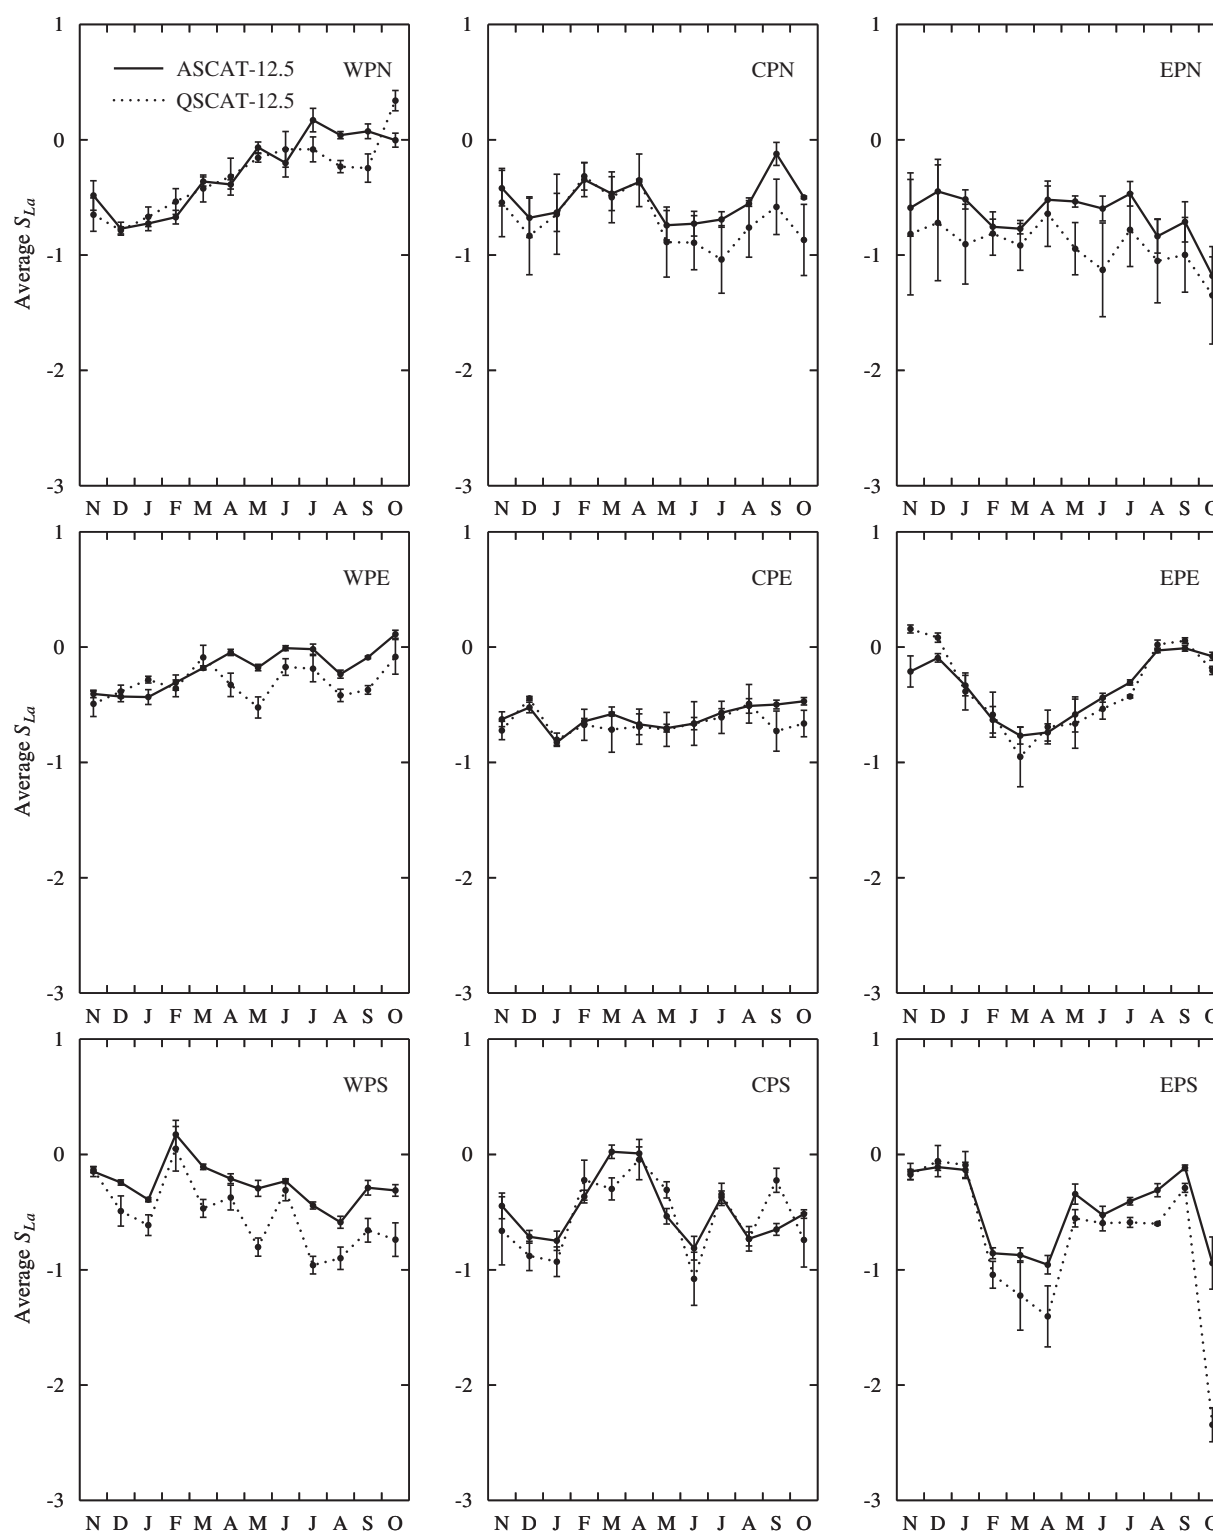 1 1 1
ASCAT-12.5 WPN CPN EPN
QSCAT-12.5
0 0 0
Average S_La
-1 -1 -1
-2 -2 -2
-3 -3 -3
N D J F M A M J J A S O N D J F M A M J J A S O N D J F M A M J J A S
1 1 1
WPE CPE EPE
0 0 0
Average S_La
-1 -1 -1
-2 -2 -2
-3 -3 -3
N D J F M A M J J A S O N D J F M A M J J A S O N D J F M A M J J A S
1 1 1
WPS CPS EPS
0 0 0
Average S_La
-1 -1 -1
-2 -2 -2
-3 -3 -3
N D J F M A M J J A S O N D J F M A M J J A S O N D J F M A M J J A S